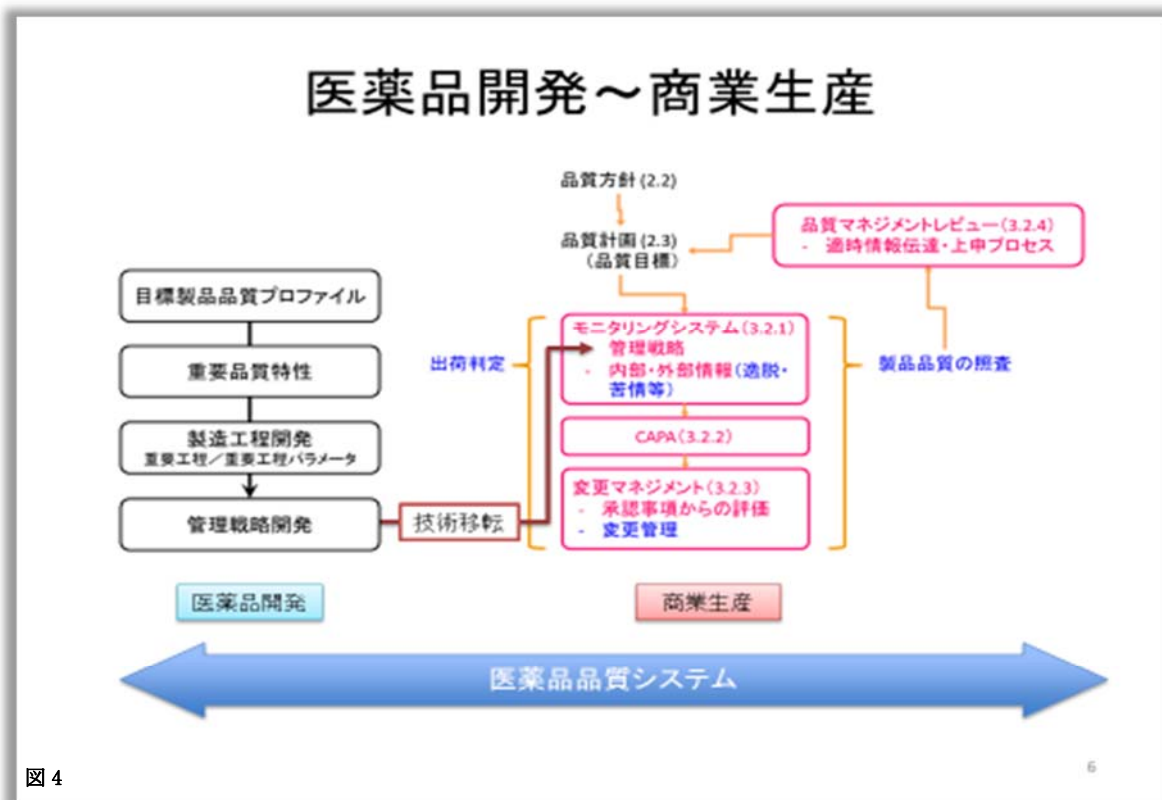 医薬品開発～商業生産
品質方針(2.2)
品質計画(2.3)
（品質目標）
品質マネジメントレビュー(3.2.4)
- 適時情報伝達・上申プロセス
目標製品品質プロファイル
重要品質特性
製造工程開発
重要工程／重要工程パラメータ
管理戦略開発
技術移転
出荷判定
モニタリングシステム(3.2.1)
管理戦略
- 内部・外部情報(逸脱・
苦情等)
CAPA(3.2.2)
変更マネジメント(3.2.3)
- 承認事項からの評価
- 変更管理
製品品質の照査
医薬品開発
商業生産
医薬品品質システム
図 4
6